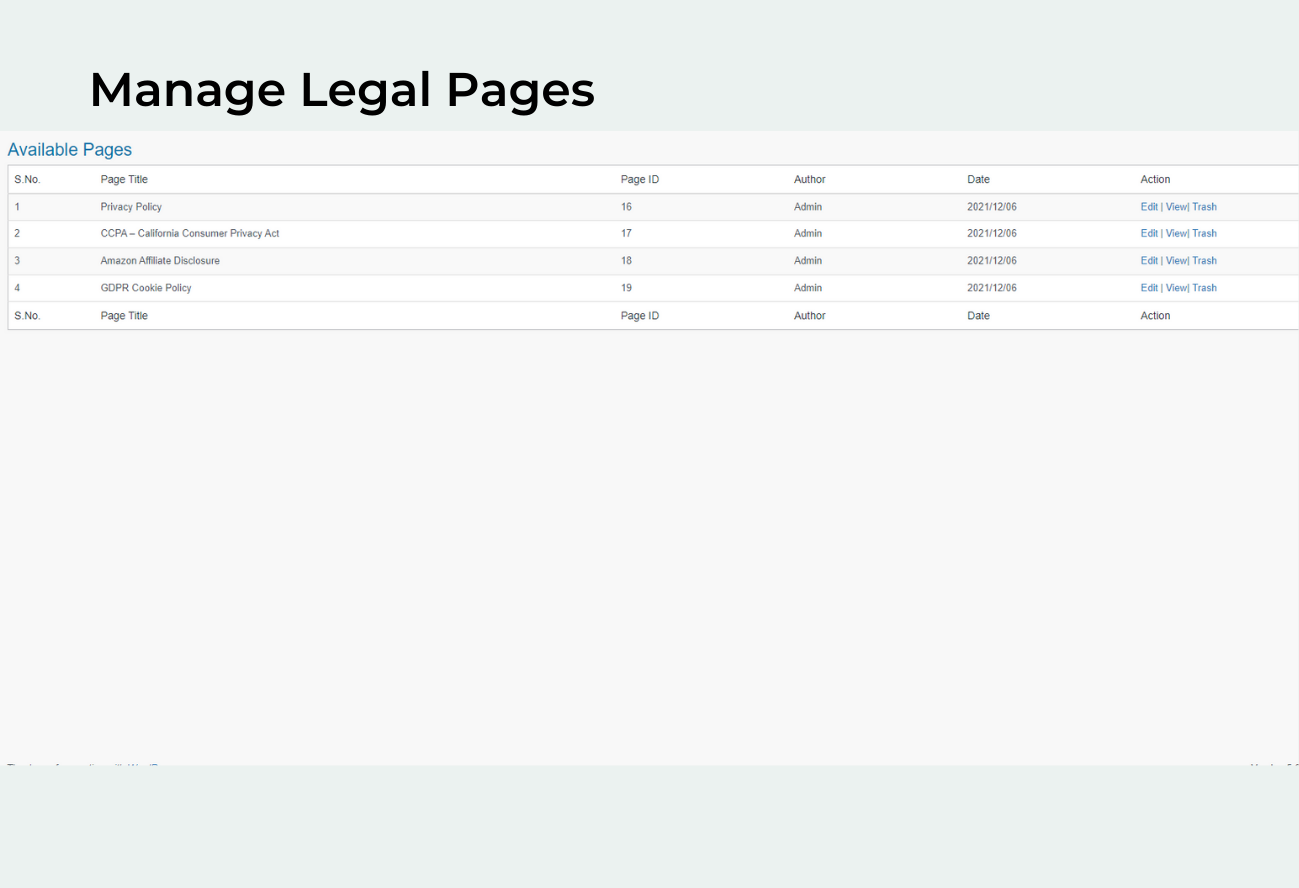 Manage Legal Pages
Available Pages
S.No. Page Title Page ID Author Date Action
1 Privacy Policy 16 Admin 2021/12/06 Edit | View| Trash
2 CCPA – California Consumer Privacy Act 17 Admin 2021/12/06 Edit | View| Trash
3 Amazon Affiliate Disclosure 18 Admin 2021/12/06 Edit | View| Trash
4 GDPR Cookie Policy 19 Admin 2021/12/06 Edit | View| Trash
S.No. Page Title Page ID Author Date Action